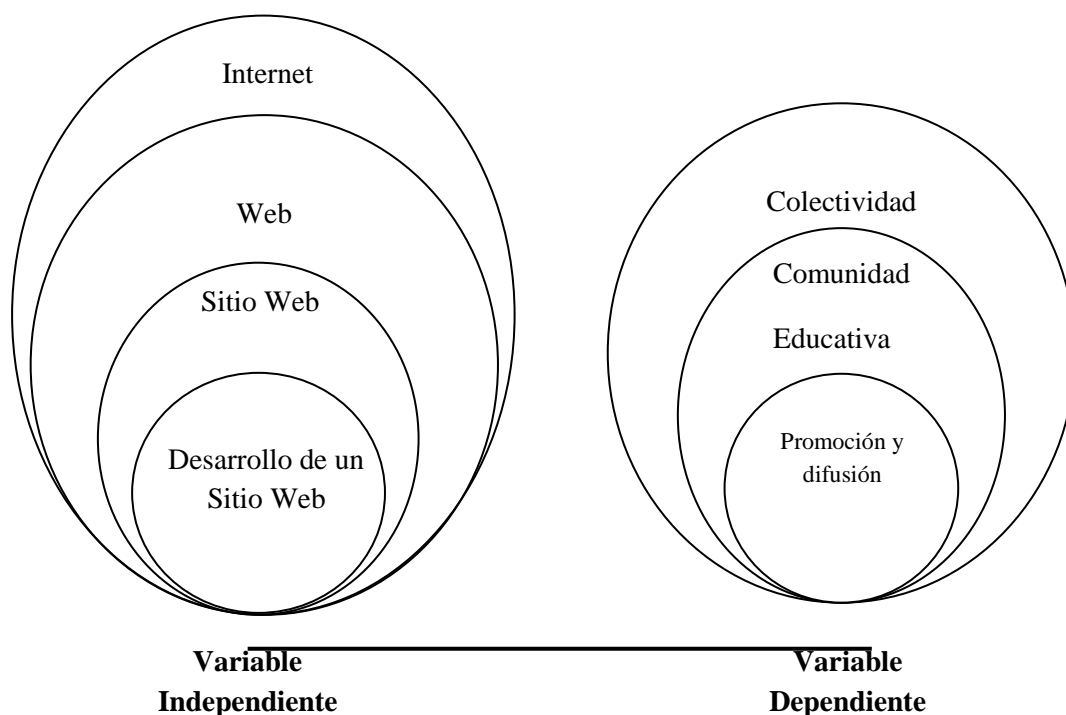 Internet
Web
Sitio Web
Desarrollo de un
Sitio Web
Variable
Independiente
Colectividad
Comunidad
Educativa
Promoción y
difusión
Variable
Dependiente